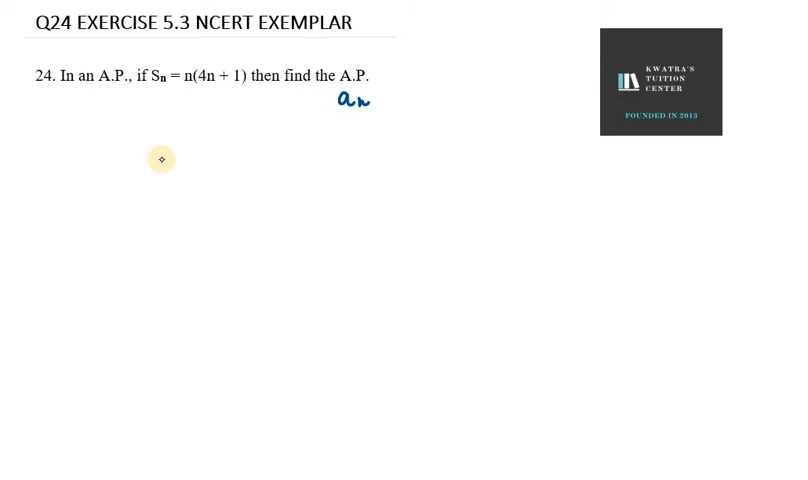 Q24 EXERCISE 5.3 NCERT EXEMPLAR
24. In an A.P., if Sn = n(4n + 1) then find the A.P.
an
KWATRA'S
TUITION
CENTER
FOUNDED IN 2013